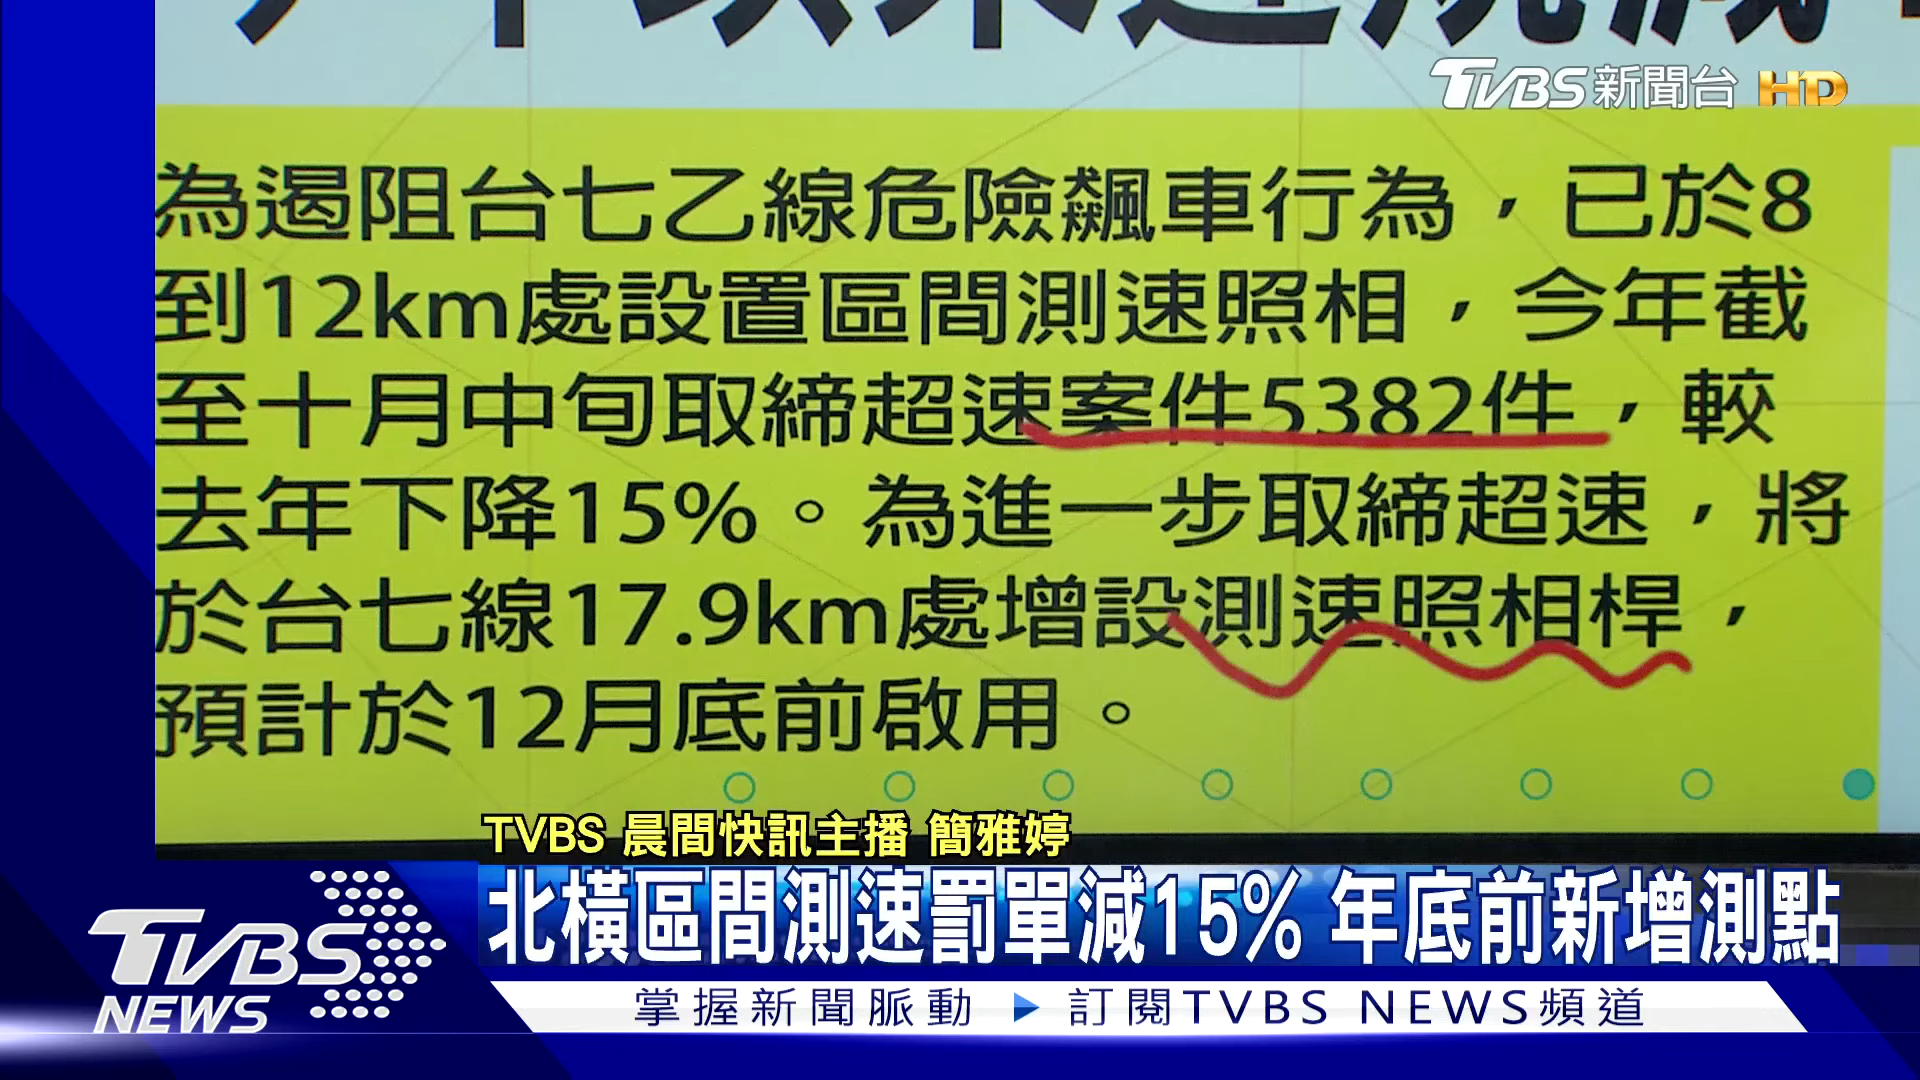 TVBS新聞台 HD
為遏阻台七乙線危險飆車行為，已於8
到12km處設置區間測速照相，今年截
至十月中旬取締超速案件5382件，較
去年下降15%。為進一步取締超速，將
於台七線17.9km處增設測速照相桿，
預計於12月底前啟用。
TVBS 晨間快訊主播 簡雅婷
北橫區間測速罰單減15% 年底前新增測點
TVBS
NEWS
掌握新聞脈動 ▶ 訂閱TVBS NEWS頻道